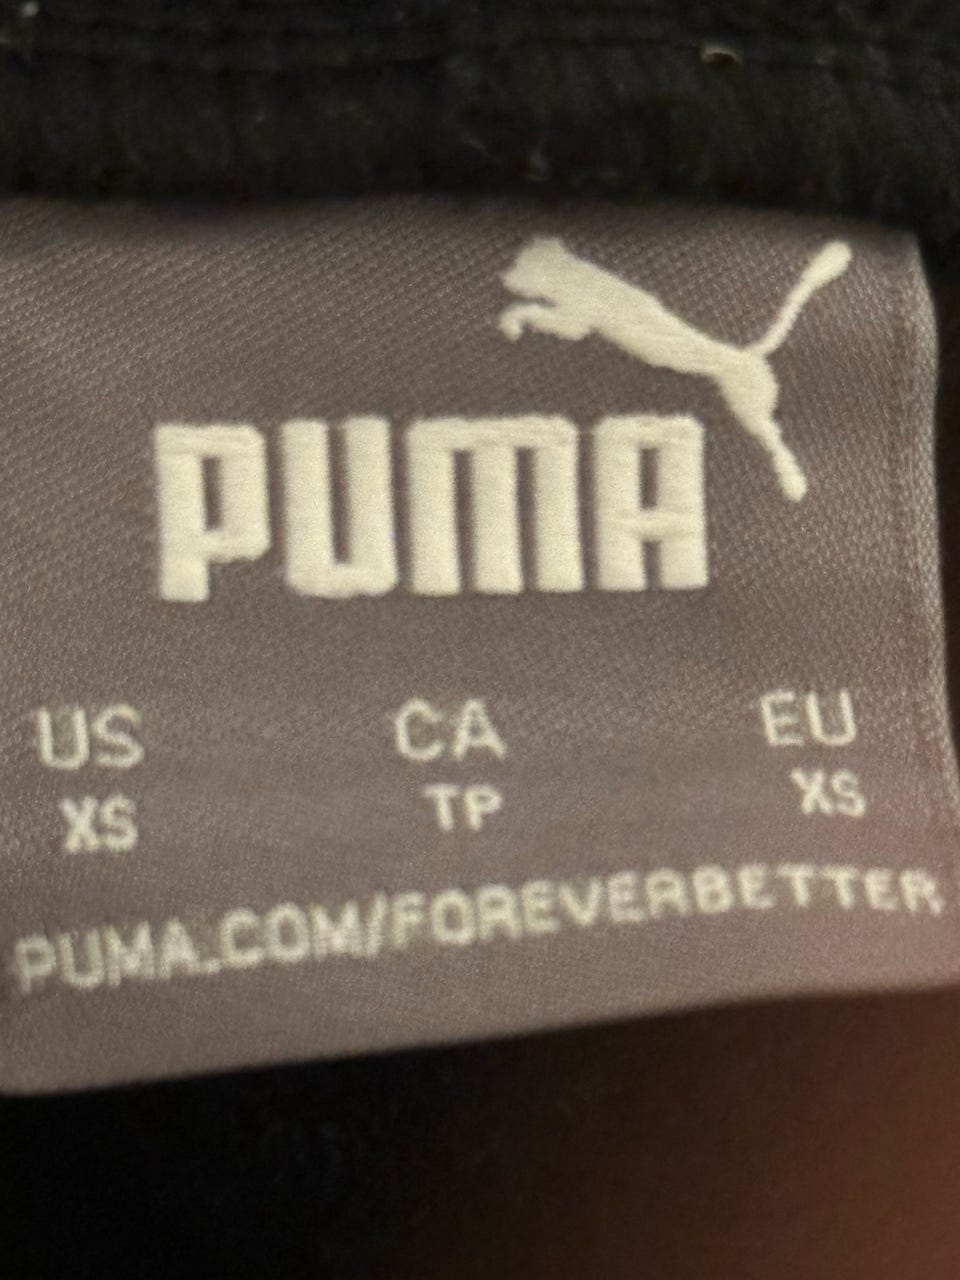 PUMA
US CA EU
XS TP XS
PUMA.COM/FOREVERBETTER